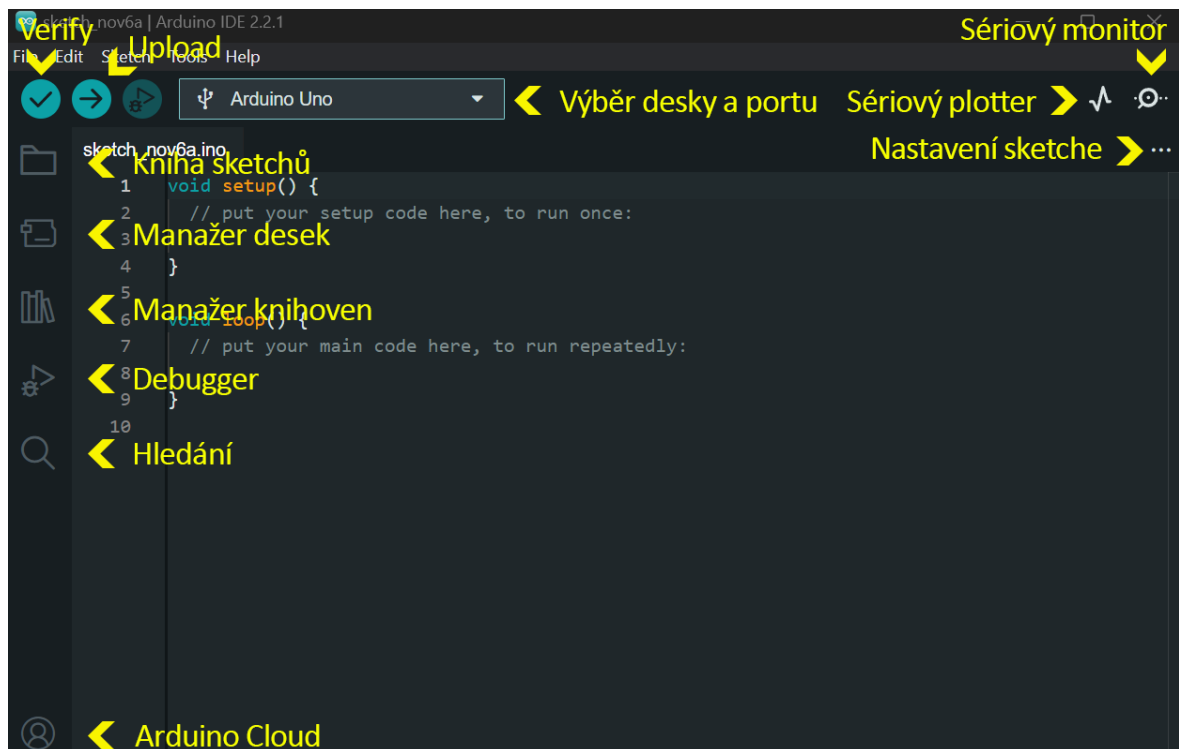 sketch_nov6a | Arduino IDE 2.2.1
Verify
Upload
Sériový monitor
File Edit Sketch Tools Help
Arduino Uno
Výběr desky a portu
Sériový plotter
sketch_nov6a.ino
Nastavení sketche
Kniha sketchů
1 void setup() {
2 // put your setup code here, to run once:
3
Manažer desek
4 }
5
Manažer knihoven
6 void loop() {
7 // put your main code here, to run repeatedly:
8
Debugger
9 }
10
Hledání
Arduino Cloud